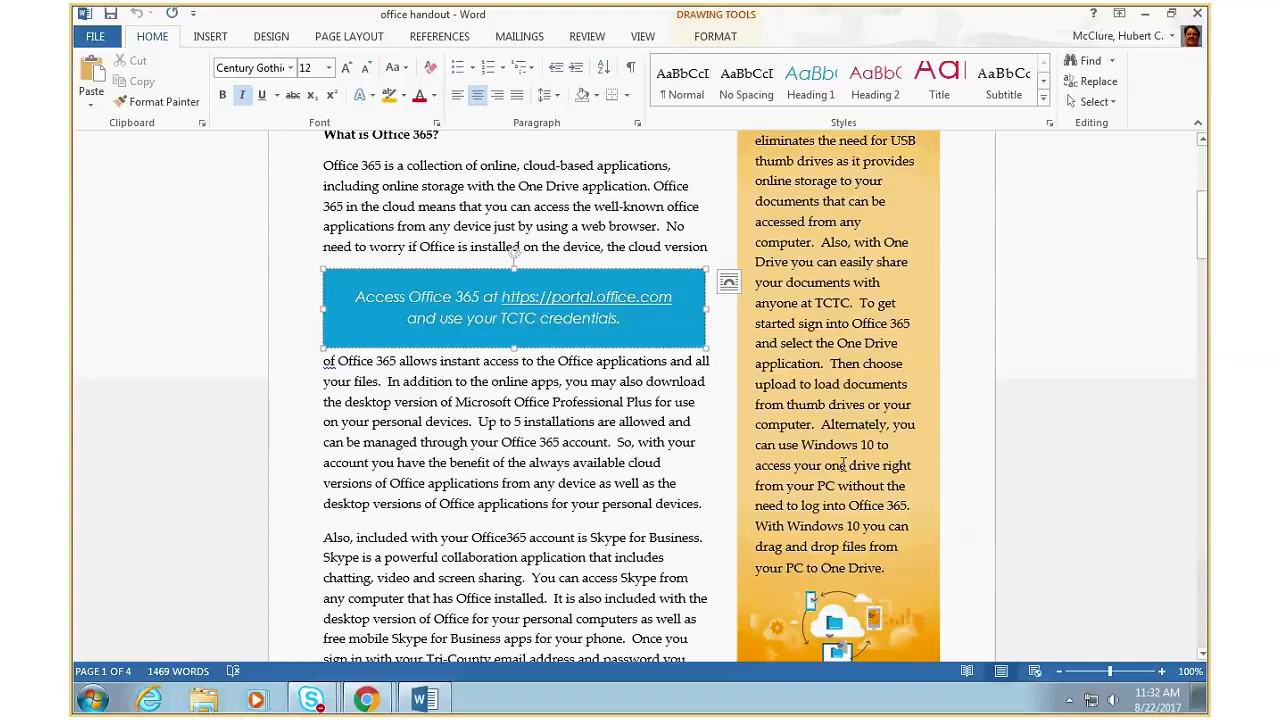 office handout - Word
DRAWING TOOLS
FILE
HOME
INSERT
DESIGN
PAGE LAYOUT
REFERENCES
MAILINGS
REVIEW
VIEW
FORMAT
McClure, Hubert C.
Paste
Cut
Copy
Format Painter
Clipboard
Century Gothi
12
Font
Paragraph
AaBbCcI
¶ Normal
AaBbCcI
No Spacing
AaBb(
Heading 1
AaBb(
Heading 2
AaB
Title
AaBbCc
Subtitle
Styles
Find
Replace
Select
Editing
What is Office 365?
Office 365 is a collection of online, cloud-based applications,
including online storage with the One Drive application. Office
365 in the cloud means that you can access the well-known office
applications from any device just by using a web browser. No
need to worry if Office is installed on the device, the cloud version
Access Office 365 at https://portal.office.com
and use your TCTC credentials.
of Office 365 allows instant access to the Office applications and all
your files. In addition to the online apps, you may also download
the desktop version of Microsoft Office Professional Plus for use
on your personal devices. Up to 5 installations are allowed and
can be managed through your Office 365 account. So, with your
account you have the benefit of the always available cloud
versions of Office applications from any device as well as the
desktop versions of Office applications for your personal devices.
Also, included with your Office365 account is Skype for Business.
Skype is a powerful collaboration application that includes
chatting, video and screen sharing. You can access Skype from
any computer that has Office installed. It is also included with the
desktop version of Office for your personal computers as well as
free mobile Skype for Business apps for your phone. Once you
sign in with your Tri-County email address and password you
eliminates the need for USB
thumb drives as it provides
online storage to your
documents that can be
accessed from any
computer. Also, with One
Drive you can easily share
your documents with
anyone at TCTC. To get
started sign into Office 365
and select the One Drive
application. Then choose
upload to load documents
from thumb drives or your
computer. Alternately, you
can use Windows 10 to
access your one drive right
from your PC without the
need to log into Office 365.
With Windows 10 you can
drag and drop files from
your PC to One Drive.
PAGE 1 OF 4
1469 WORDS
100%
11:32 AM
8/22/2017